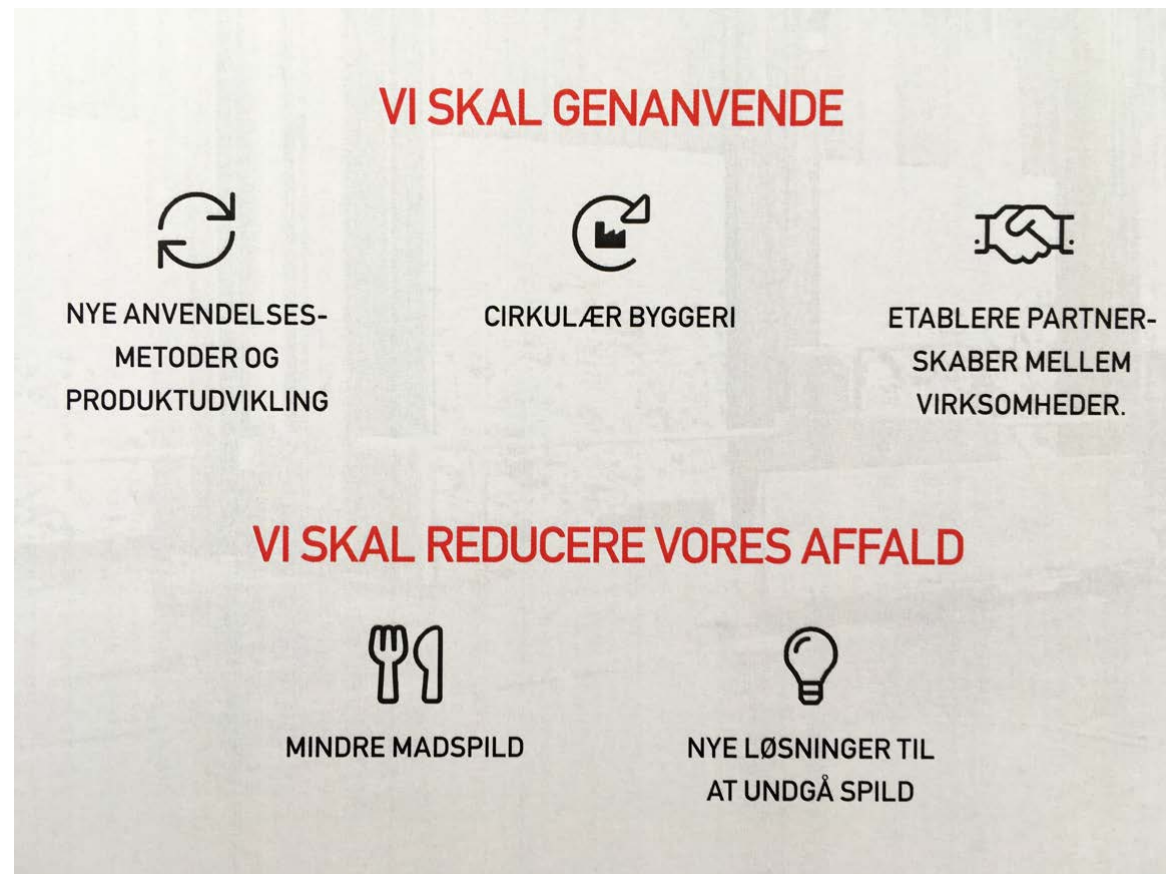 VI SKAL GENANVENDE
NYE ANVENDELSES-
METODER OG
PRODUKTUDVIKLING
CIRKULÆR BYGGERI
ETABLERE PARTNER-
SKABER MELLEM
VIRKSOMHEDER.
VI SKAL REDUCERE VORES AFFALD
MINDRE MADSPILD
NYE LØSNINGER TIL
AT UNDGÅ SPILD